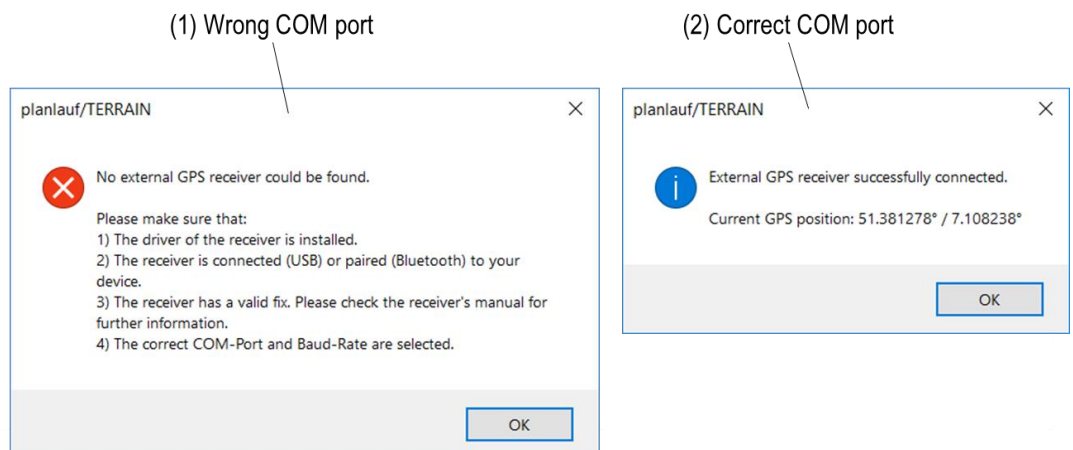 (1) Wrong COM port
planlauf/TERRAIN
No external GPS receiver could be found.
Please make sure that:
1) The driver of the receiver is installed.
2) The receiver is connected (USB) or paired (Bluetooth) to your
device.
3) The receiver has a valid fix. Please check the receiver's manual for
further information.
4) The correct COM-Port and Baud-Rate are selected.
OK
(2) Correct COM port
planlauf/TERRAIN
External GPS receiver successfully connected.
Current GPS position: 51.381278° / 7.108238°
OK